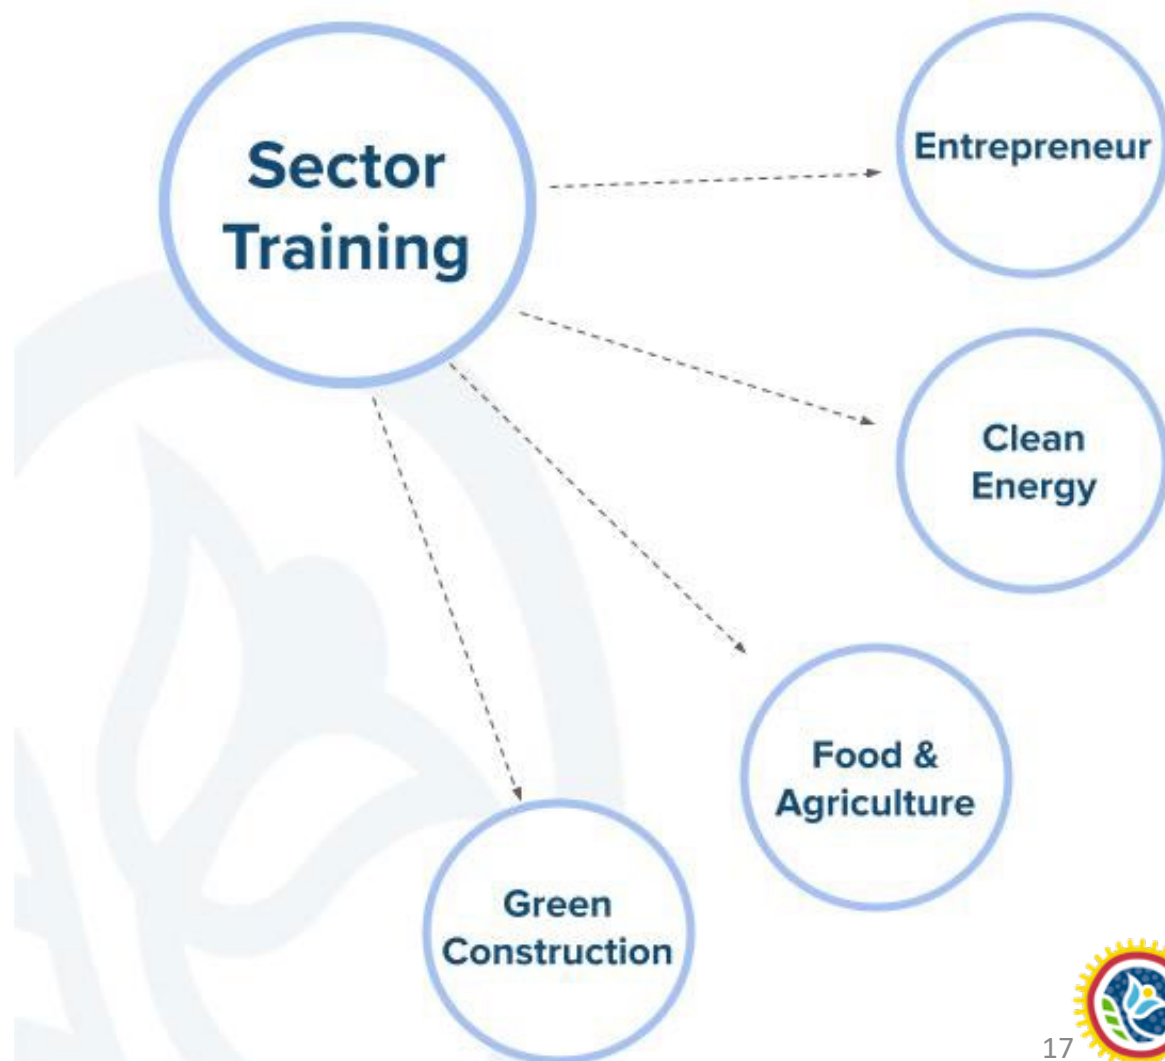 Sector
Training
Entrepreneur
Clean
Energy
Food &
Agriculture
Green
Construction
17